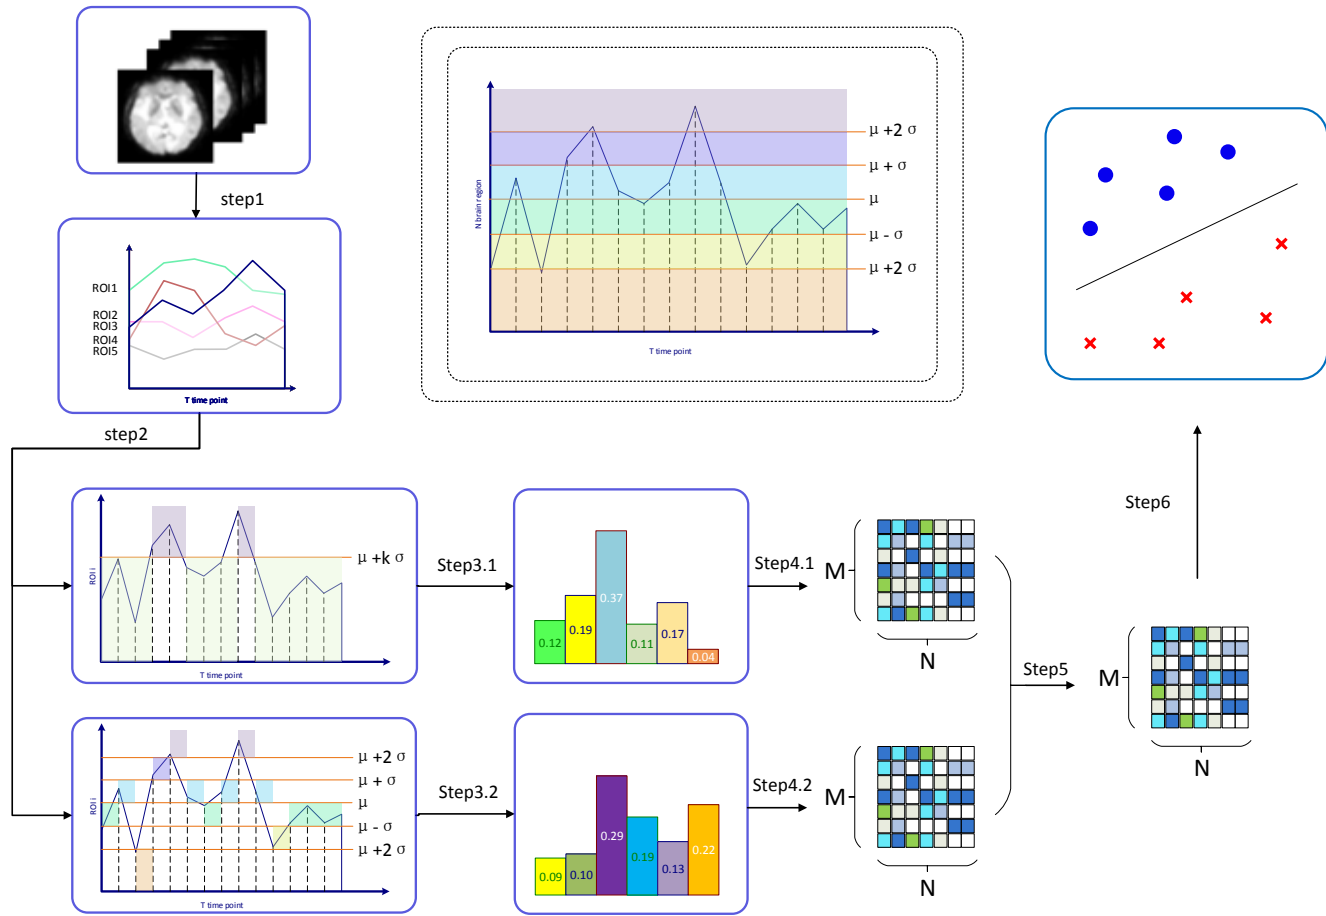 step1
ROI1
ROI2
ROI3
ROI4
ROI5
T time point
step2
N brain region
μ +2 σ
μ + σ
μ
μ - σ
μ +2 σ
T time point
ROI i
μ +k σ
T time point
Step3.1
0.12
0.19
0.37
0.11
0.17
0.04
Step4.1
M
N
ROI i
μ +2 σ
μ + σ
μ
μ - σ
μ +2 σ
T time point
Step3.2
0.09
0.10
0.29
0.19
0.13
0.22
Step4.2
M
N
Step5
M
N
Step6